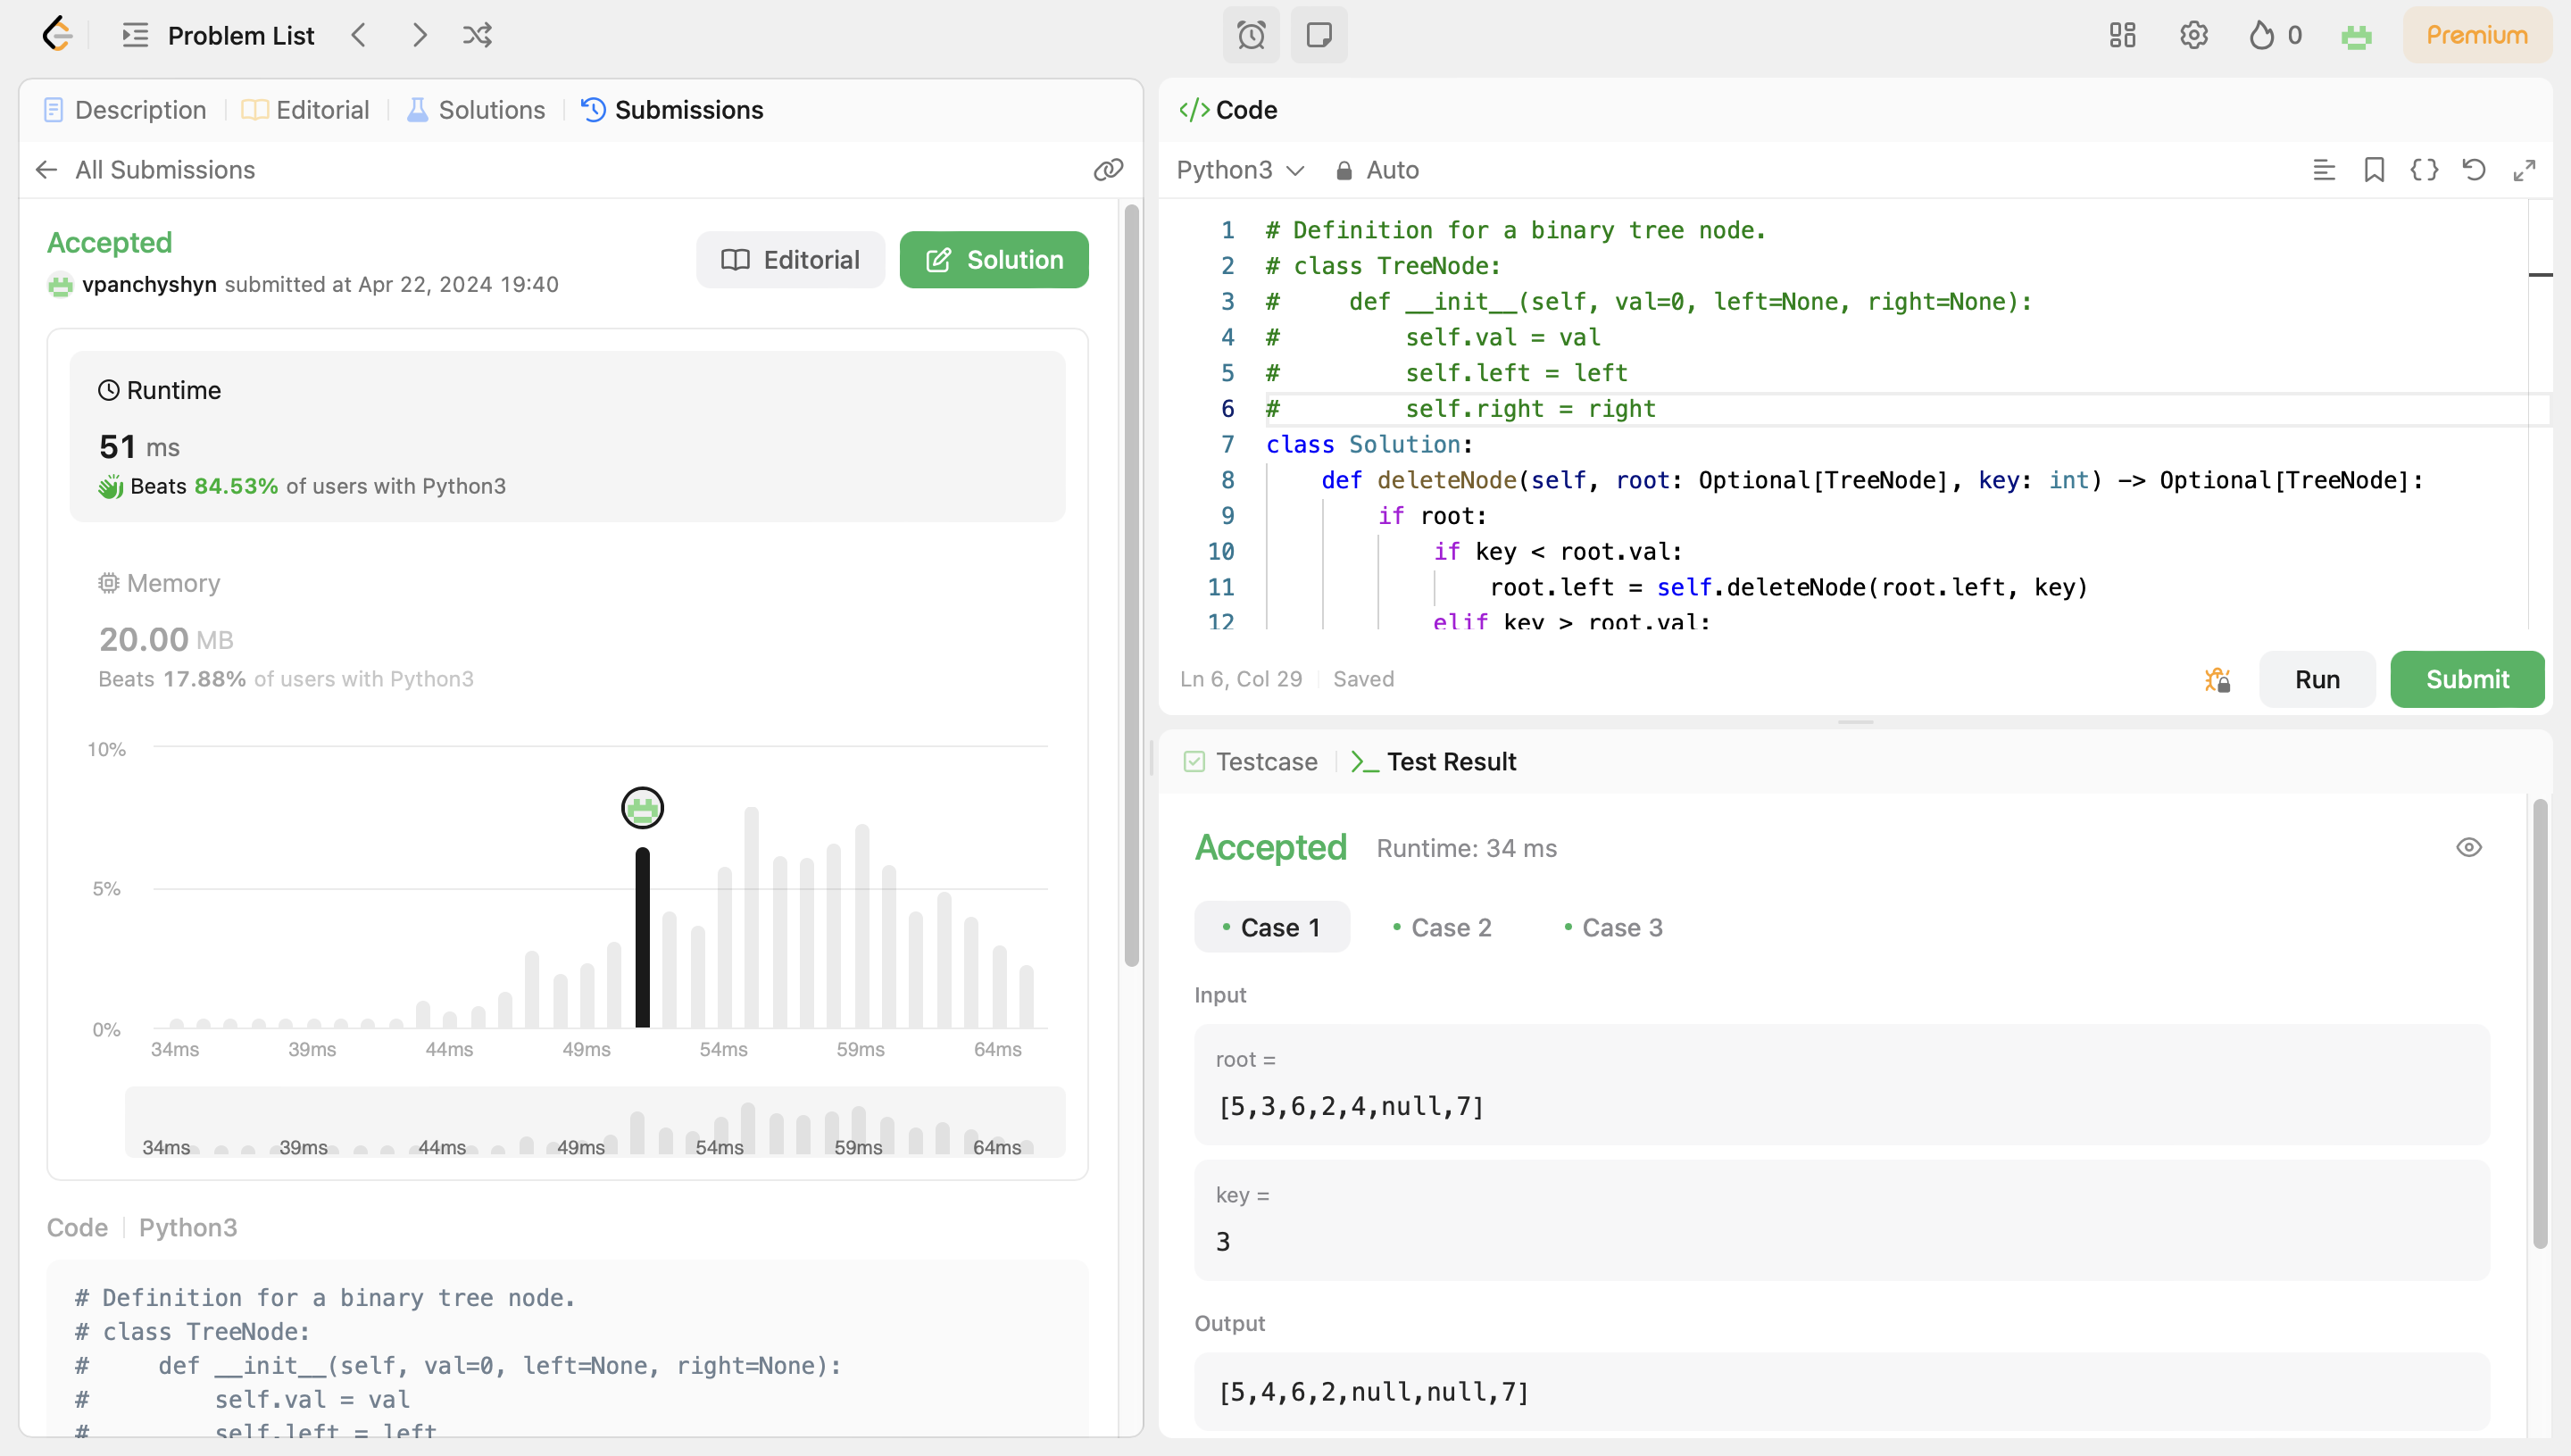 Problem List
0
Premium
Description
Editorial
Solutions
Submissions
All Submissions
Accepted
vpanchyshyn submitted at Apr 22, 2024 19:40
Editorial
Solution
Runtime
51 ms
Beats 84.53% of users with Python3
Memory
20.00 MB
Beats 17.88% of users with Python3
10%
5%
0%
34ms 39ms 44ms 49ms 54ms 59ms 64ms
34ms 39ms 44ms 49ms 54ms 59ms 64ms
Code Python3
# Definition for a binary tree node.
# class TreeNode:
#     def __init__(self, val=0, left=None, right=None):
#         self.val = val
#         self.left = left
</> Code
Python3 Auto
1 # Definition for a binary tree node.
2 # class TreeNode:
3 #     def __init__(self, val=0, left=None, right=None):
4 #         self.val = val
5 #         self.left = left
6 #         self.right = right
7 class Solution:
8     def deleteNode(self, root: Optional[TreeNode], key: int) -> Optional[TreeNode]:
9         if root:
10             if key < root.val:
11                 root.left = self.deleteNode(root.left, key)
12             elif key > root.val:
Ln 6, Col 29 Saved
Run
Submit
Testcase
Test Result
Accepted Runtime: 34 ms
Case 1 Case 2 Case 3
Input
root =
[5,3,6,2,4,null,7]
key =
3
Output
[5,4,6,2,null,null,7]